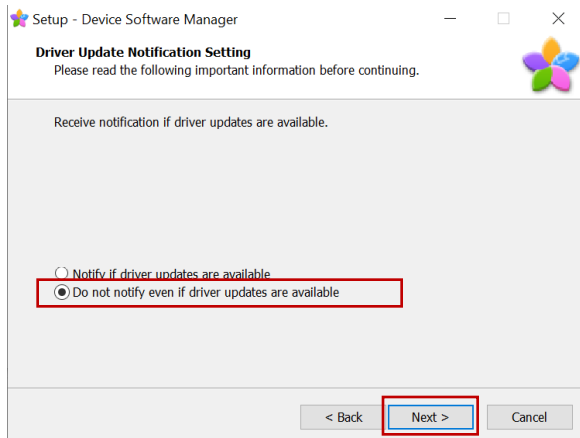 Setup - Device Software Manager
Driver Update Notification Setting
Please read the following important information before continuing.
Receive notification if driver updates are available.
Notify if driver updates are available
Do not notify even if driver updates are available
< Back Next > Cancel